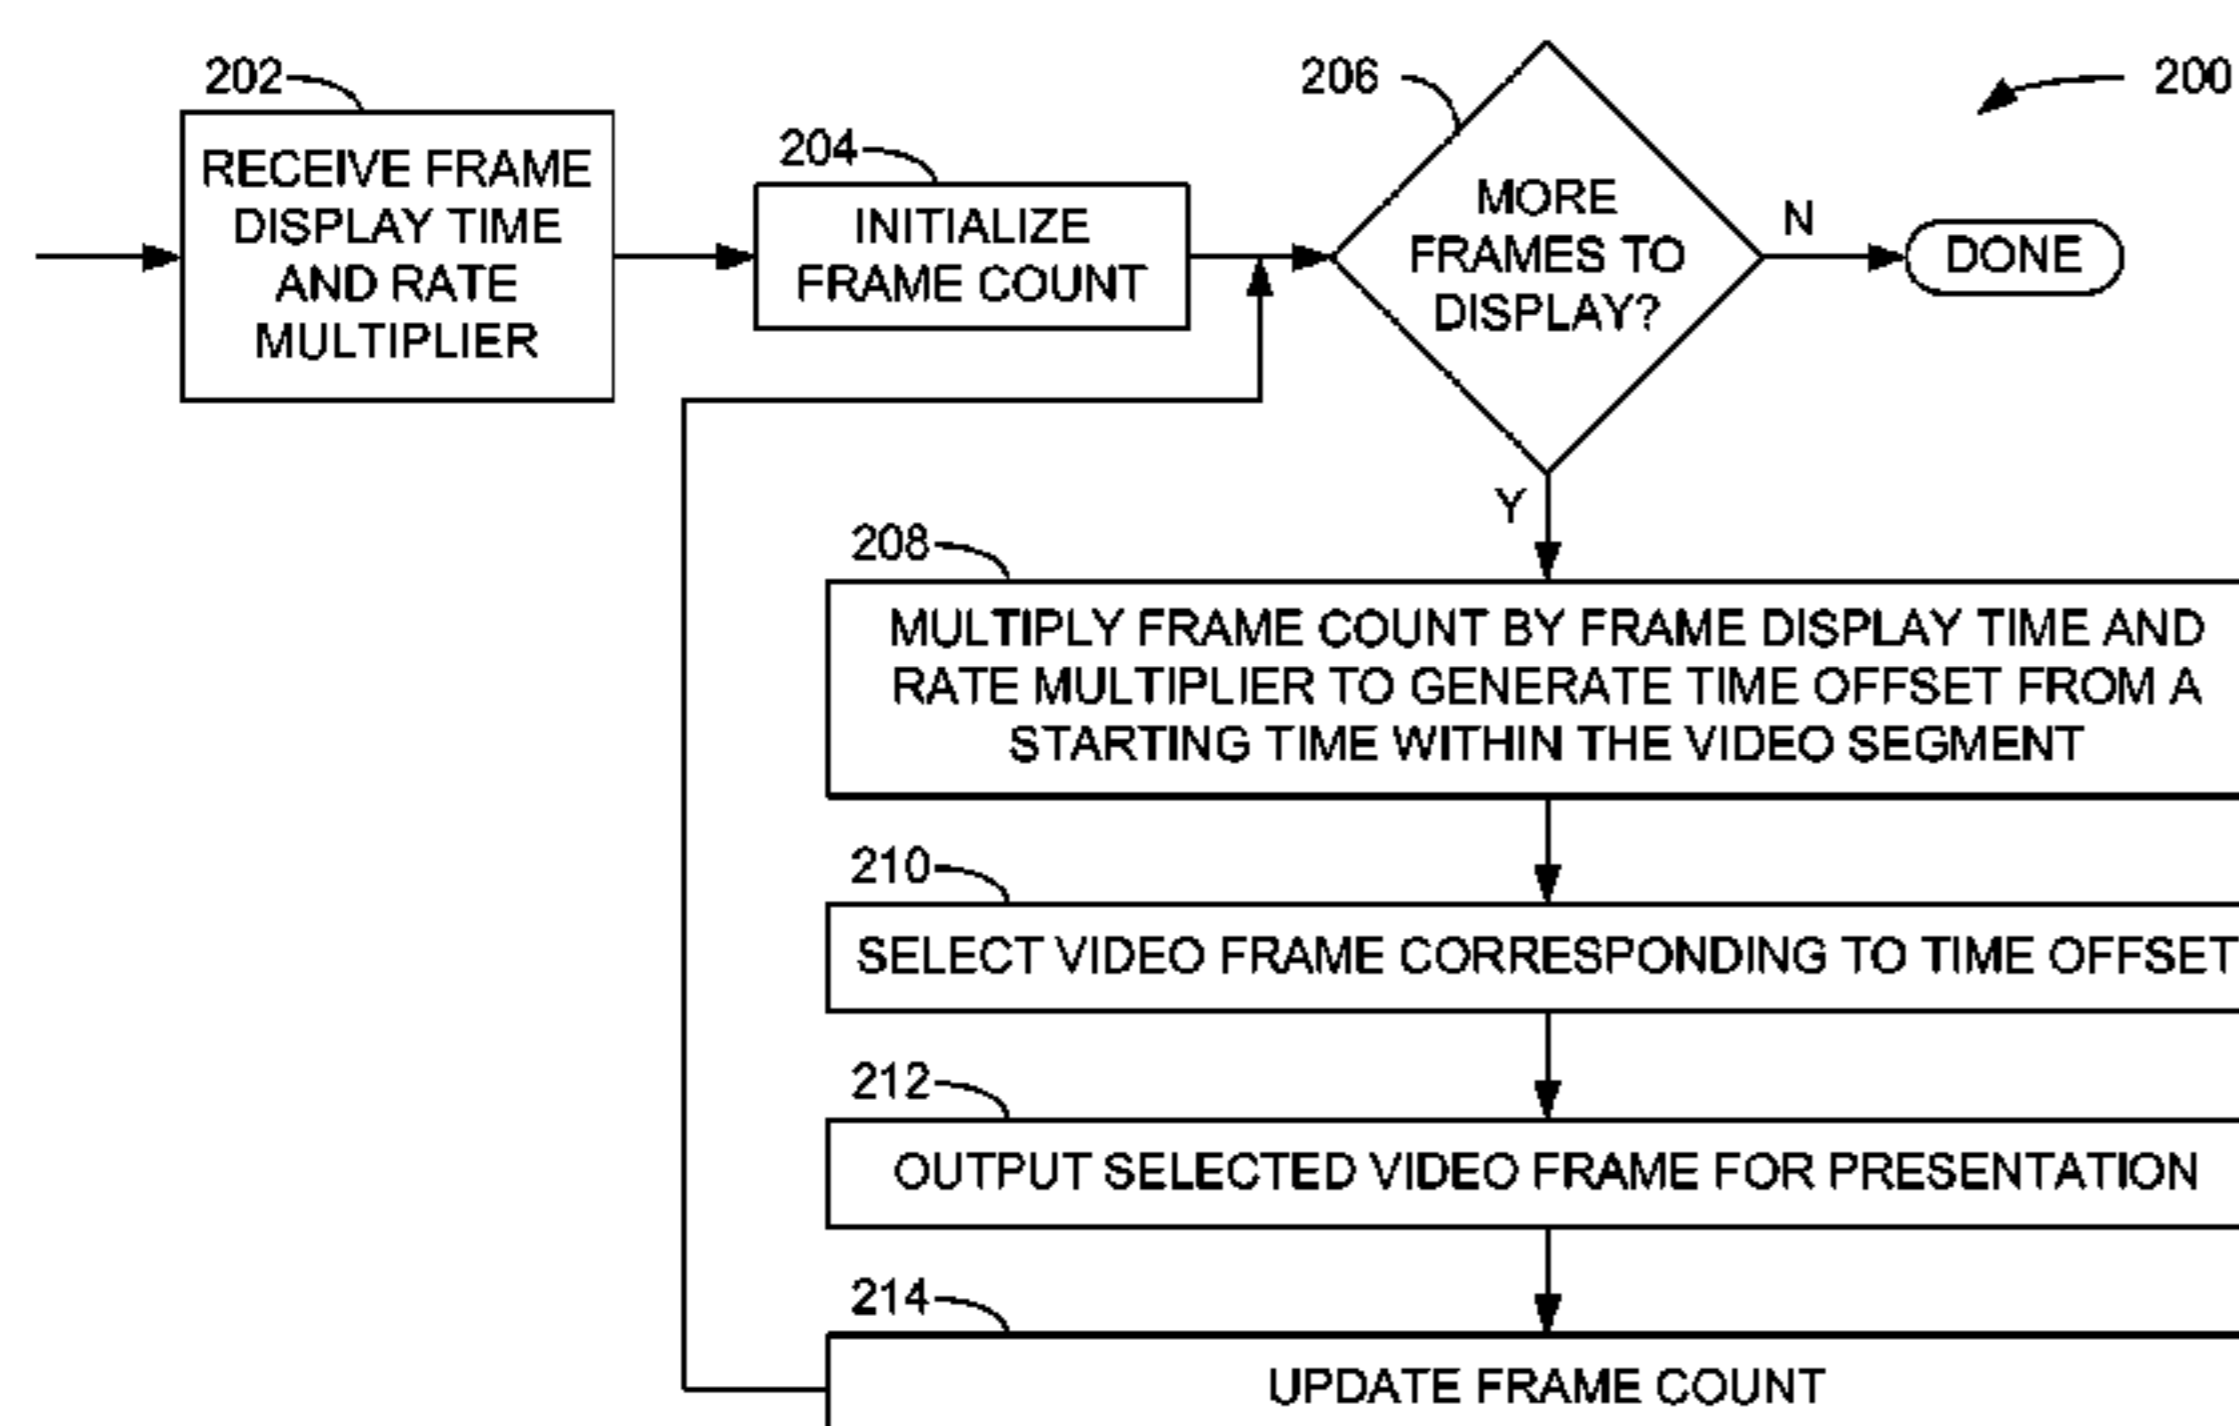 202
RECEIVE FRAME
DISPLAY TIME
AND RATE
MULTIPLIER
204
INITIALIZE
FRAME COUNT
206
MORE
FRAMES TO
DISPLAY?
N
DONE
200
Y
208
MULTIPLY FRAME COUNT BY FRAME DISPLAY TIME AND
RATE MULTIPLIER TO GENERATE TIME OFFSET FROM A
STARTING TIME WITHIN THE VIDEO SEGMENT
210
SELECT VIDEO FRAME CORRESPONDING TO TIME OFFSET
212
OUTPUT SELECTED VIDEO FRAME FOR PRESENTATION
214
UPDATE FRAME COUNT